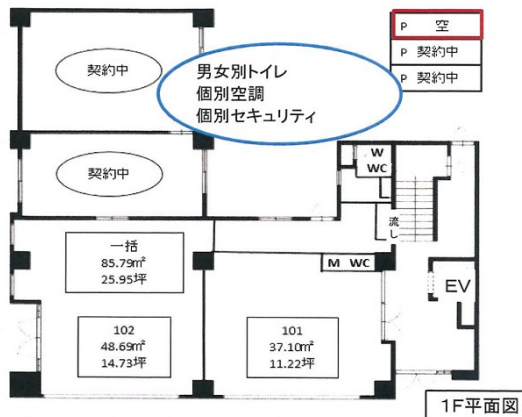 P 空
P 契約中
P 契約中
契約中
男女別トイレ
個別空調
個別セキュリティ
契約中
W
WC
流し
一括
85.79㎡
25.95坪
M WC
EV
102
48.69㎡
14.73坪
101
37.10㎡
11.22坪
1F平面図